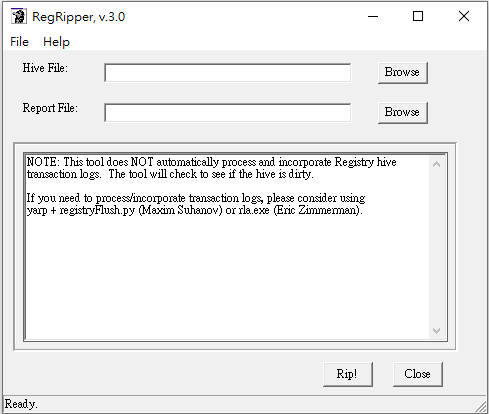 RegRipper, v.3.0
File Help
Hive File: Browse
Report File: Browse
NOTE: This tool does NOT automatically process and incorporate Registry hive
transaction logs.  The tool will check to see if the hive is dirty.
If you need to process/incorporate transaction logs, please consider using
yarp + registryFlush.py (Maxim Suhanov) or rla.exe (Eric Zimmerman).
Rip! Close
Ready.